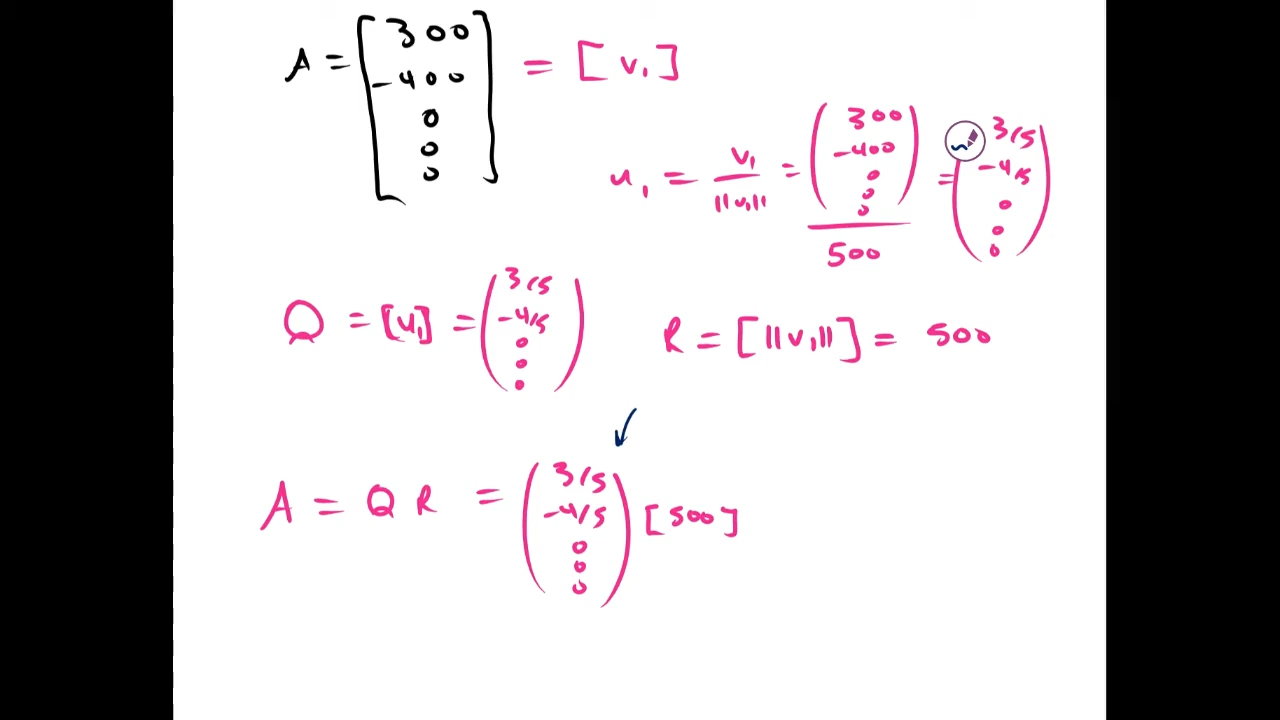 A = [ 300 -400 0 0 0 ] = [ v₁ ]
u₁ = v₁ / ||v₁|| = ( 300 -400 0 0 0 ) / 500 = ( 3/5 -4/5 0 0 0 )
Q = [u₁] = ( 3/5 -4/5 0 0 0 ) R = [ ||v₁|| ] = 500
A = Q R = ( 3/5 -4/5 0 0 0 ) [ 500 ]